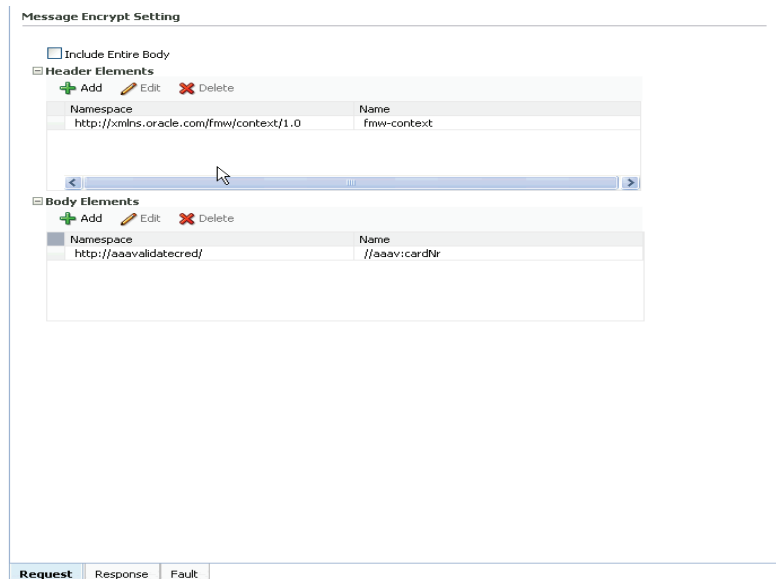 Message Encrypt Setting
Include Entire Body
Header Elements
Add Edit Delete
Namespace Name
http://xmlns.oracle.com/fmw/context/1.0 fmw-context
Body Elements
Add Edit Delete
Namespace Name
http://aaavalidatecred/ //aaav:cardNr
Request Response Fault